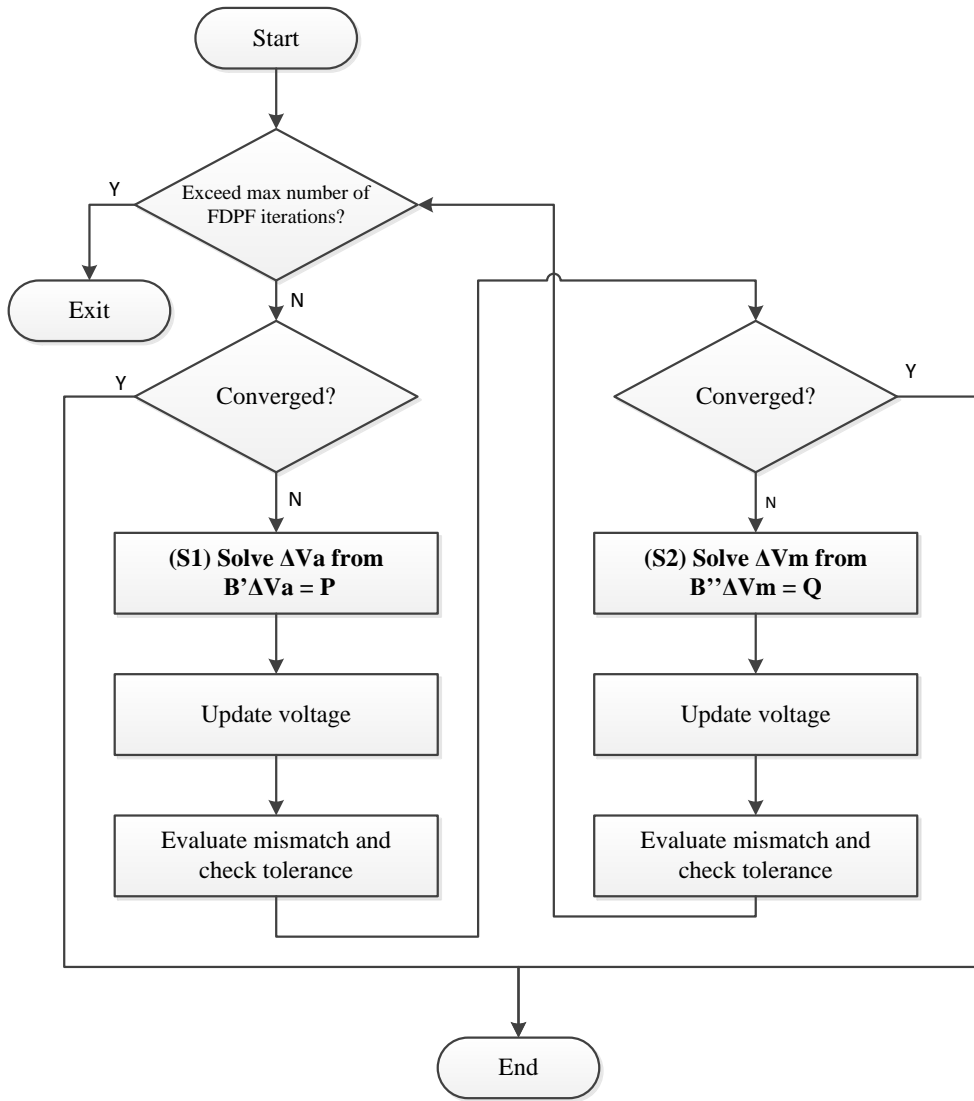 Start
Exceed max number of
FDPF iterations?
Y
Exit
N
Converged?
Y
N
(S1) Solve ΔVa from
B’ΔVa = P
Update voltage
Evaluate mismatch and
check tolerance
Converged?
Y
N
(S2) Solve ΔVm from
B’’ΔVm = Q
Update voltage
Evaluate mismatch and
check tolerance
End